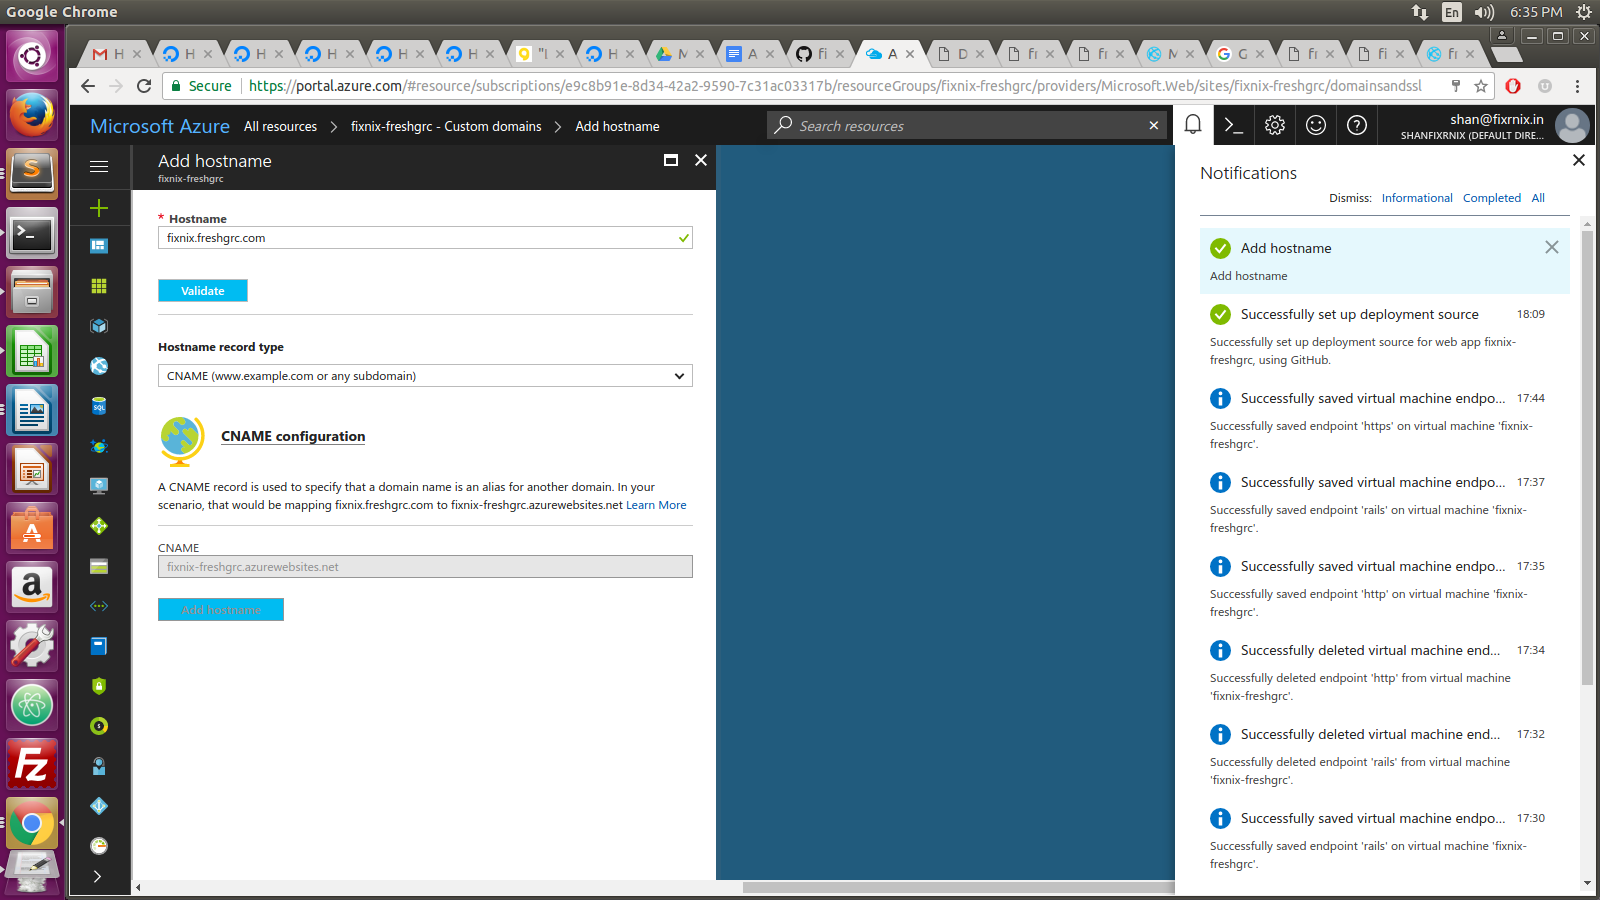 Google Chrome
En
6:35 PM
H
H
H
H
H
H
"L
H
M
A
fi
A
D
fr
fr
M
G
fr
fi
fi
Secure
https://portal.azure.com/#resource/subscriptions/e9c8b91e-8d34-42a2-9590-7c31ac03317b/resourceGroups/fixnix-freshgrc/providers/Microsoft.Web/sites/fixnix-freshgrc/domainsandssl
Microsoft Azure
All resources
fixnix-freshgrc - Custom domains
Add hostname
Search resources
shan@fixrnix.in
SHANFIXRNIX (DEFAULT DIRE...
Add hostname
fixnix-freshgrc
* Hostname
fixnix.freshgrc.com
Validate
Hostname record type
CNAME (www.example.com or any subdomain)
CNAME configuration
A CNAME record is used to specify that a domain name is an alias for another domain. In your
scenario, that would be mapping fixnix.freshgrc.com to fixnix-freshgrc.azurewebsites.net Learn More
CNAME
fixnix-freshgrc.azurewebsites.net
Add hostname
Notifications
Dismiss: Informational Completed All
Add hostname
Add hostname
Successfully set up deployment source 18:09
Successfully set up deployment source for web app fixnix-
freshgrc, using GitHub.
Successfully saved virtual machine endpo... 17:44
Successfully saved endpoint 'https' on virtual machine 'fixnix-
freshgrc'.
Successfully saved virtual machine endpo... 17:37
Successfully saved endpoint 'rails' on virtual machine 'fixnix-
freshgrc'.
Successfully saved virtual machine endpo... 17:35
Successfully saved endpoint 'http' on virtual machine 'fixnix-
freshgrc'.
Successfully deleted virtual machine end... 17:34
Successfully deleted endpoint 'http' from virtual machine
'fixnix-freshgrc'.
Successfully deleted virtual machine end... 17:32
Successfully deleted endpoint 'rails' from virtual machine
'fixnix-freshgrc'.
Successfully saved virtual machine endpo... 17:30
Successfully saved endpoint 'rails' on virtual machine 'fixnix-
freshgrc'.